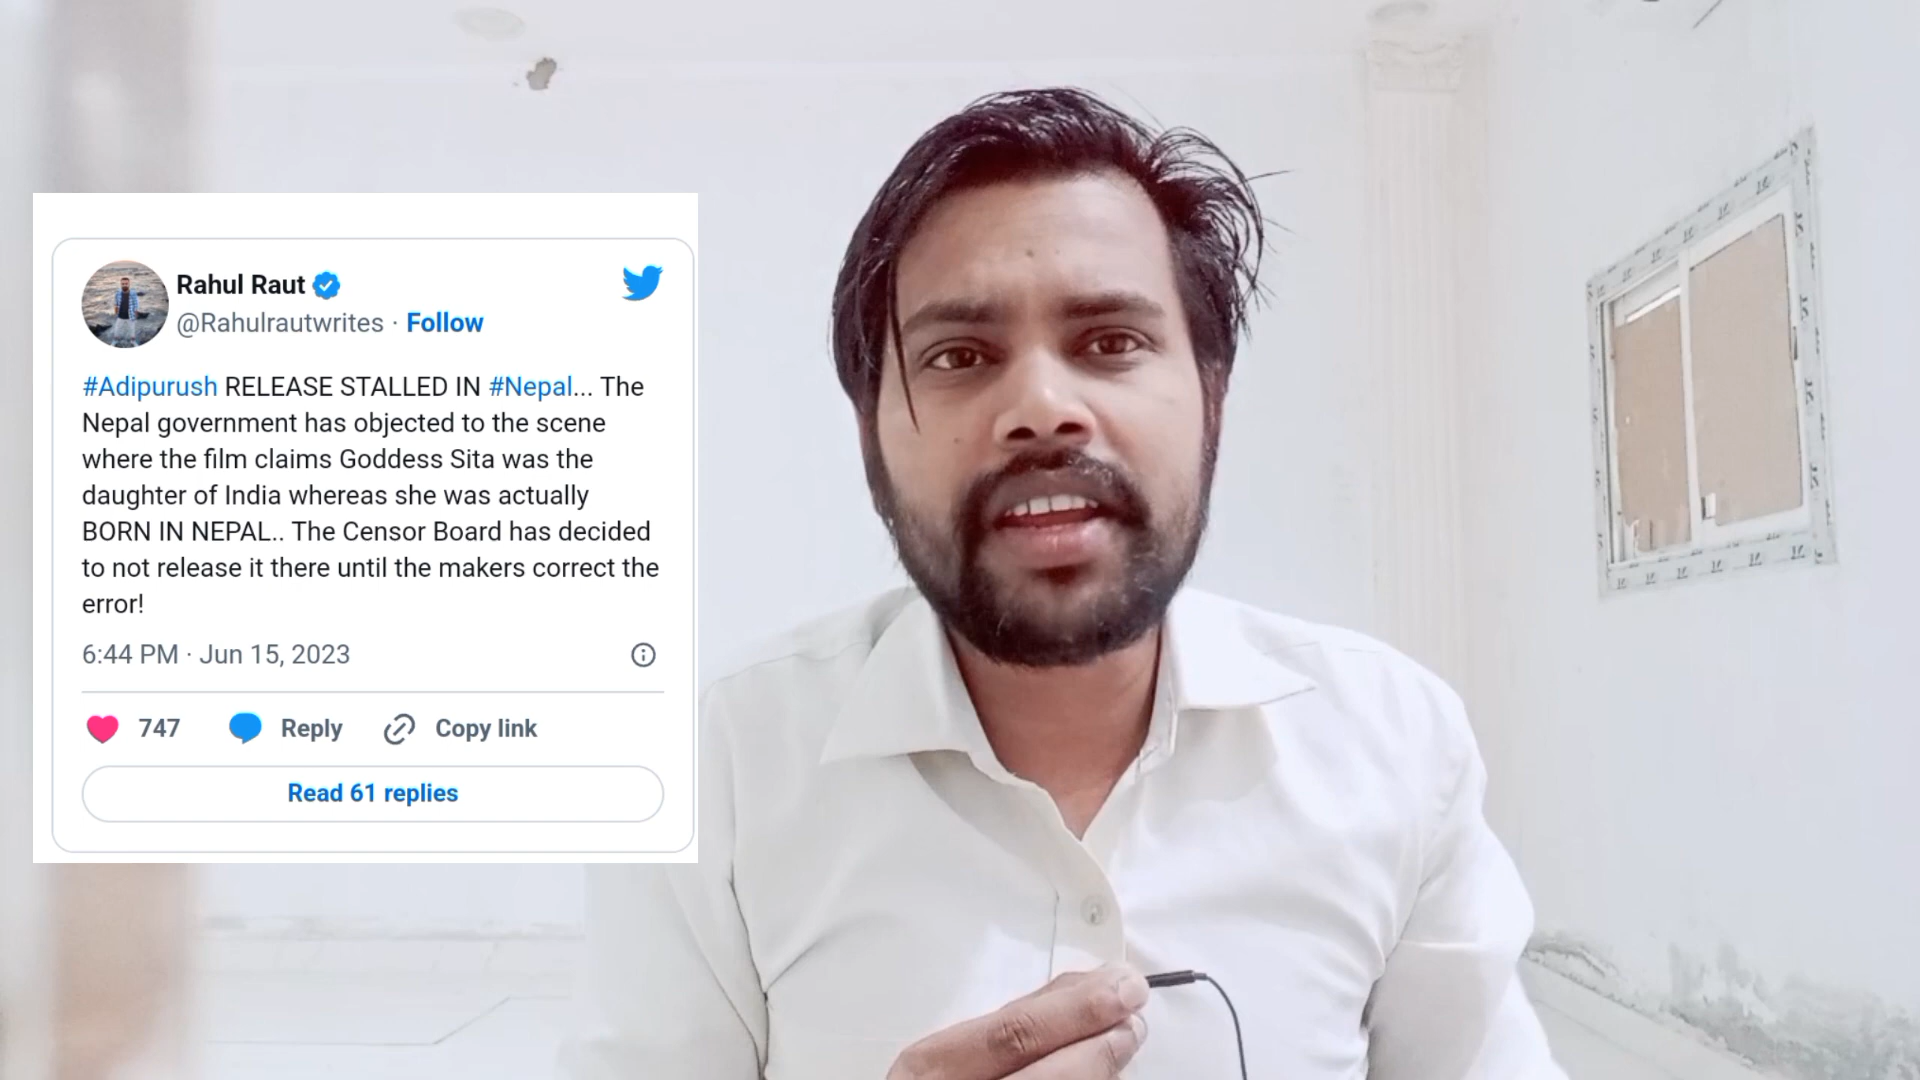 Rahul Raut
@Rahulrautwrites · Follow
#Adipurush RELEASE STALLED IN #Nepal... The
Nepal government has objected to the scene
where the film claims Goddess Sita was the
daughter of India whereas she was actually
BORN IN NEPAL.. The Censor Board has decided
to not release it there until the makers correct the
error!
6:44 PM · Jun 15, 2023
747 Reply Copy link
Read 61 replies